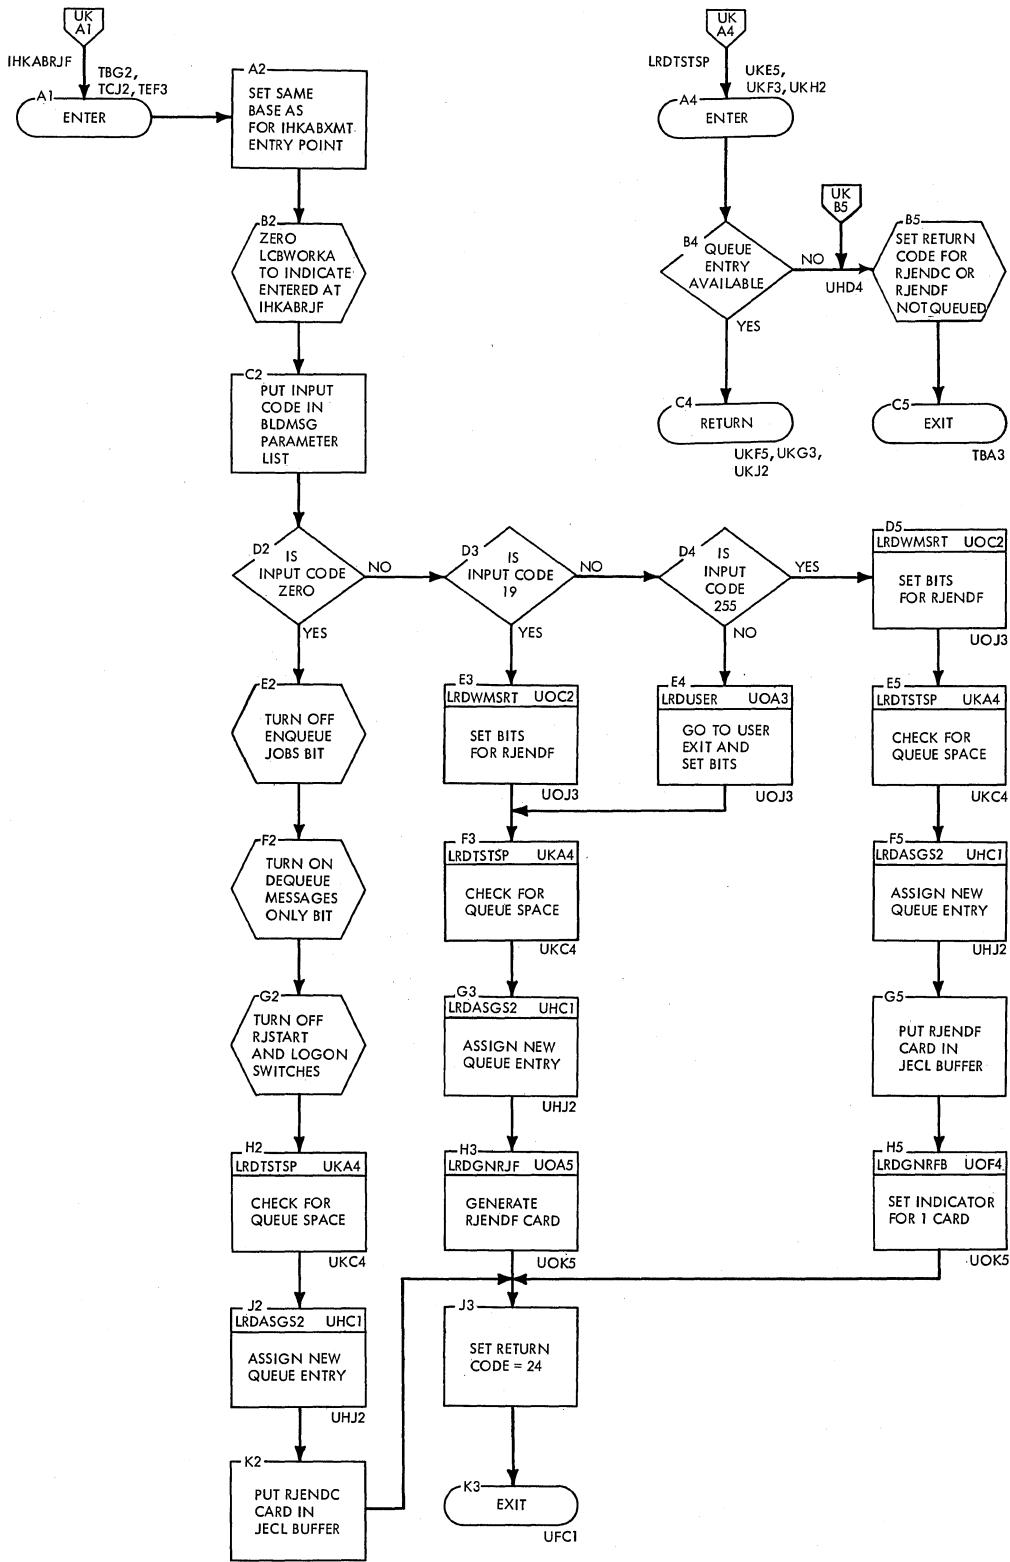 UK
A1
IHKABRJF
TBG2,
TCJ2, TEF3
A1
ENTER
A2
SET SAME
BASE AS
FOR IHKABXMT
ENTRY POINT
B2
ZERO
LCBWORKA
TO INDICATE
ENTERED AT
IHKABRJF
C2
PUT INPUT
CODE IN
BLDMSG
PARAMETER
LIST
UK
A4
LRDTSTSP
UKE5,
UKF3, UKH2
A4
ENTER
B4
QUEUE
ENTRY
AVAILABLE
NO
YES
UK
B5
UHD4
B5
SET RETURN
CODE FOR
RJENDC OR
RJENDF
NOT QUEUED
C4
RETURN
UKF5, UKG3,
UKJ2
C5
EXIT
TBA3
D2
IS
INPUT CODE
ZERO
NO
YES
D3
IS
INPUT CODE
19
NO
YES
D4
IS
INPUT
CODE
255
YES
NO
D5
LRDWMSRT UOC2
SET BITS
FOR RJENDF
UOJ3
E2
TURN OFF
ENQUEUE
JOBS BIT
E3
LRDWMSRT UOC2
SET BITS
FOR RJENDF
UOJ3
E4
LRDUSER UOA3
GO TO USER
EXIT AND
SET BITS
UOJ3
E5
LRDTSTSP UKA4
CHECK FOR
QUEUE SPACE
UKC4
F2
TURN ON
DEQUEUE
MESSAGES
ONLY BIT
F3
LRDTSTSP UKA4
CHECK FOR
QUEUE SPACE
UKC4
F5
LRDASGS2 UHC1
ASSIGN NEW
QUEUE ENTRY
UHJ2
G2
TURN OFF
RJSTART
AND LOGON
SWITCHES
G3
LRDASGS2 UHC1
ASSIGN NEW
QUEUE ENTRY
UHJ2
G5
PUT RJENDF
CARD IN
JECL BUFFER
H2
LRDTSTSP UKA4
CHECK FOR
QUEUE SPACE
UKC4
H3
LRDGNRJF UOA5
GENERATE
RJENDF CARD
UOK5
H5
LRDGNRFB UOF4
SET INDICATOR
FOR 1 CARD
UOK5
J2
LRDASGS2 UHC1
ASSIGN NEW
QUEUE ENTRY
UHJ2
J3
SET RETURN
CODE = 24
K2
PUT RJENDC
CARD IN
JECL BUFFER
K3
EXIT
UFC1